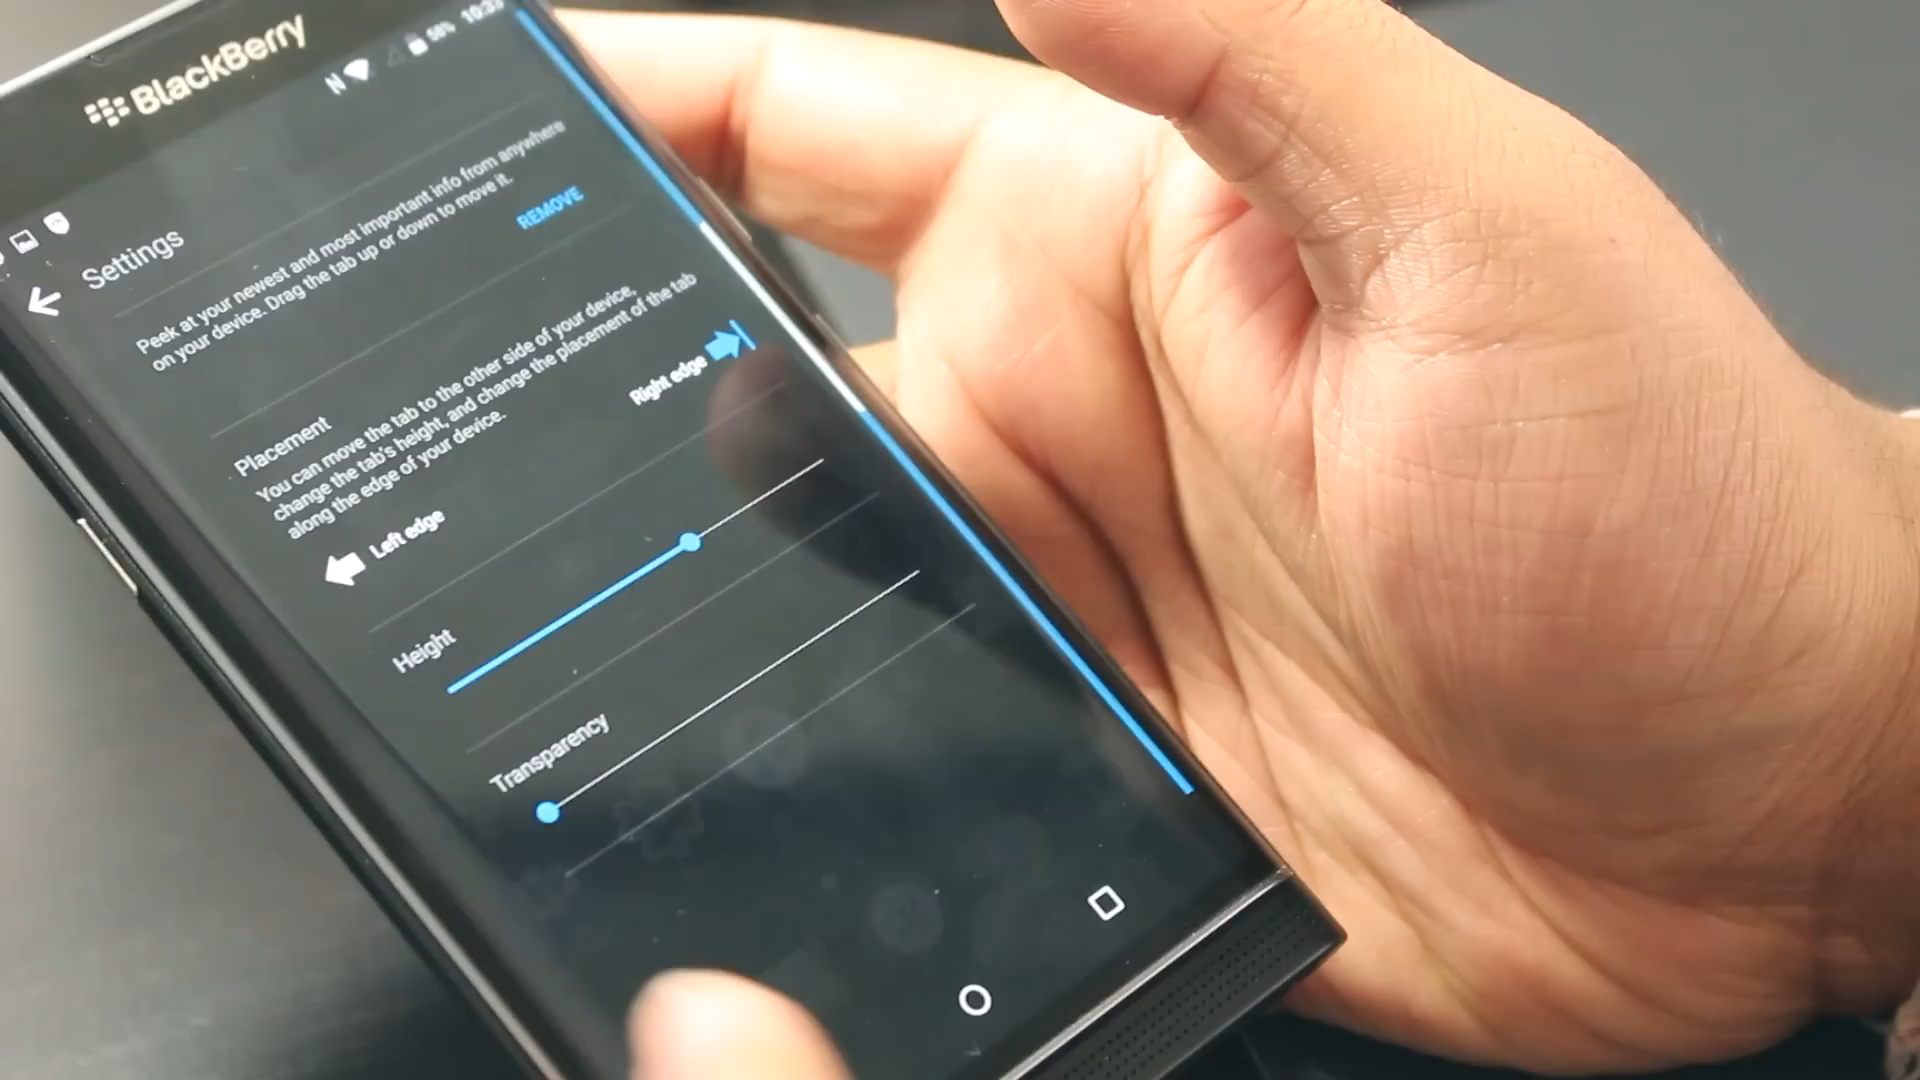 BlackBerry
58% 10:33
Settings
Peek at your newest and most important info from anywhere
on your device. Drag the tab up or down to move it.
REMOVE
Placement
You can move the tab to the other side of your device,
change the tab's height, and change the placement of the tab
along the edge of your device.
Left edge
Right edge
Height
Transparency